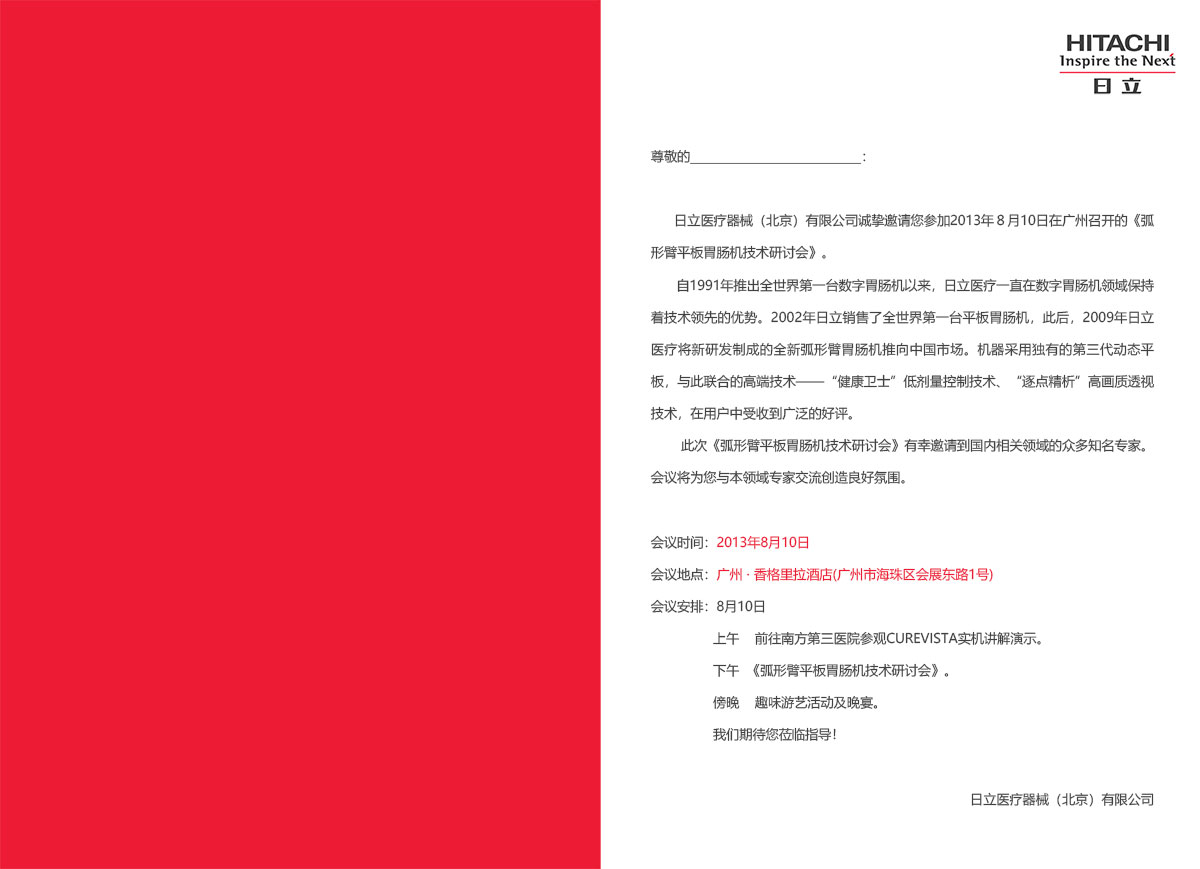 HITACHI
Inspire the Next
日立
尊敬的__________________________：
日立医疗器械（北京）有限公司诚挚邀请您参加2013年8月10日在广州召开的《弧
形臂平板胃肠机技术研讨会》。
自1991年推出全世界第一台数字胃肠机以来，日立医疗一直在数字胃肠机领域保持
着技术领先的优势。2002年日立销售了全世界第一台平板胃肠机，此后，2009年日立
医疗将新研发制成的全新弧形臂胃肠机推向中国市场。机器采用独有的第三代动态平
板，与此联合的高端技术——“健康卫士”低剂量控制技术、“逐点精析”高画质透视
技术，在用户中受收到广泛的好评。
此次《弧形臂平板胃肠机技术研讨会》有幸邀请到国内相关领域的众多知名专家。
会议将为您与本领域专家交流创造良好氛围。
会议时间：2013年8月10日
会议地点：广州 · 香格里拉酒店(广州市海珠区会展东路1号)
会议安排：8月10日
上午 前往南方第三医院参观CUREVISTA实机讲解演示。
下午 《弧形臂平板胃肠机技术研讨会》。
傍晚 趣味游艺活动及晚宴。
我们期待您莅临指导！
日立医疗器械（北京）有限公司